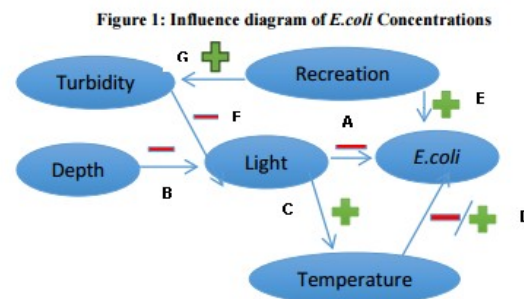 Figure 1: Influence diagram of E.coli Concentrations
G
Turbidity
Recreation
E
F
A
Depth
Light
E.coli
B
C
Temperature